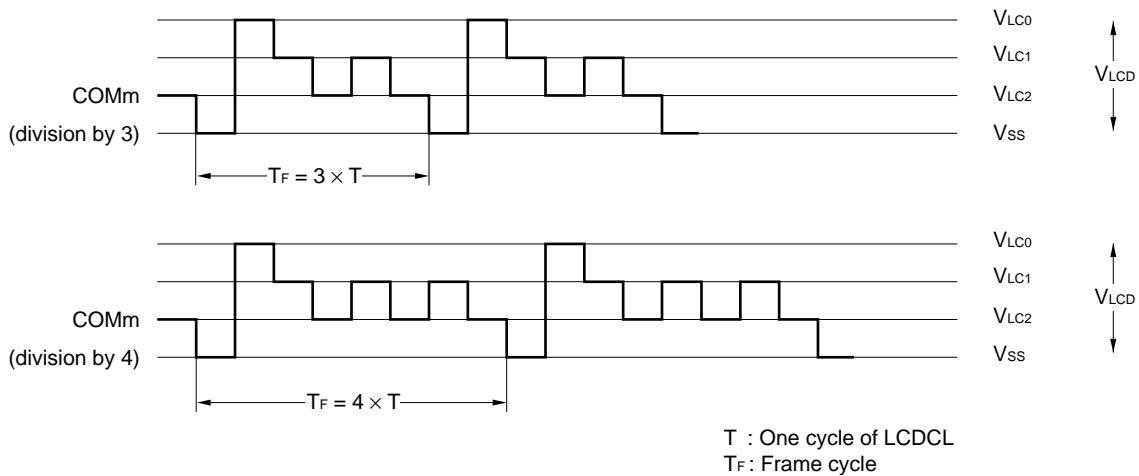 VLC0
VLC1
VLCD
COMm
VLC2
(division by 3)
VSS
TF = 3 × T
VLC0
VLC1
VLCD
COMm
VLC2
(division by 4)
VSS
TF = 4 × T
T : One cycle of LCDCL
TF : Frame cycle